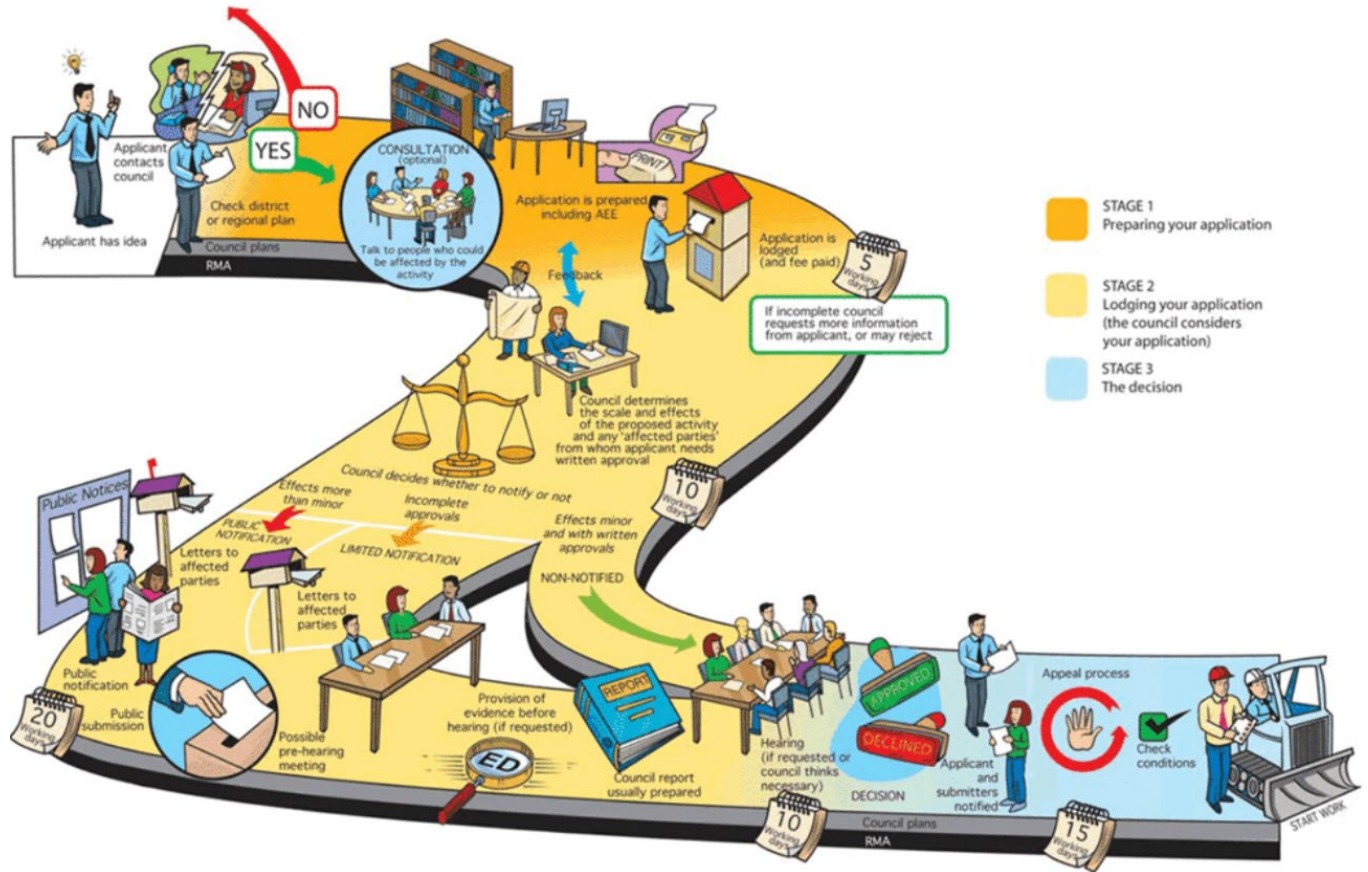 NO
YES
Applicant
contacts
council
Applicant has idea
Check district
or regional plan
Council plans
RMA
CONSULTATION
(optional)
Talk to people who could
be affected by the
activity
Application is prepared
including AEE
PRINT
Feedback
Application is
lodged
(and fee paid)
5
Working
days
If incomplete council
requests more information
from applicant, or may reject
STAGE 1
Preparing your application
STAGE 2
Lodging your application
(the council considers
your application)
STAGE 3
The decision
Council determines
the scale and effects
of the proposed activity
and any 'affected parties'
from whom applicant needs
written approval
10
Working
days
Council decides whether to notify or not
Effects more
than minor
PUBLIC
NOTIFICATION
Incomplete
approvals
LIMITED NOTIFICATION
Effects minor
and with written
approvals
NON-NOTIFIED
Public Notices
Letters to
affected
parties
Letters to
affected
parties
Public
notification
20
Working
days
Public
submission
Possible
pre-hearing
meeting
Provision of
evidence before
hearing (if requested)
ED
REPORT
Council report
usually prepared
Hearing
(if requested or
council thinks
necessary)
10
Working
days
APPROVED
DECLINED
DECISION
Applicant
and
submitters
notified
Appeal process
15
Working
days
Check
conditions
Council plans
RMA
START WORK